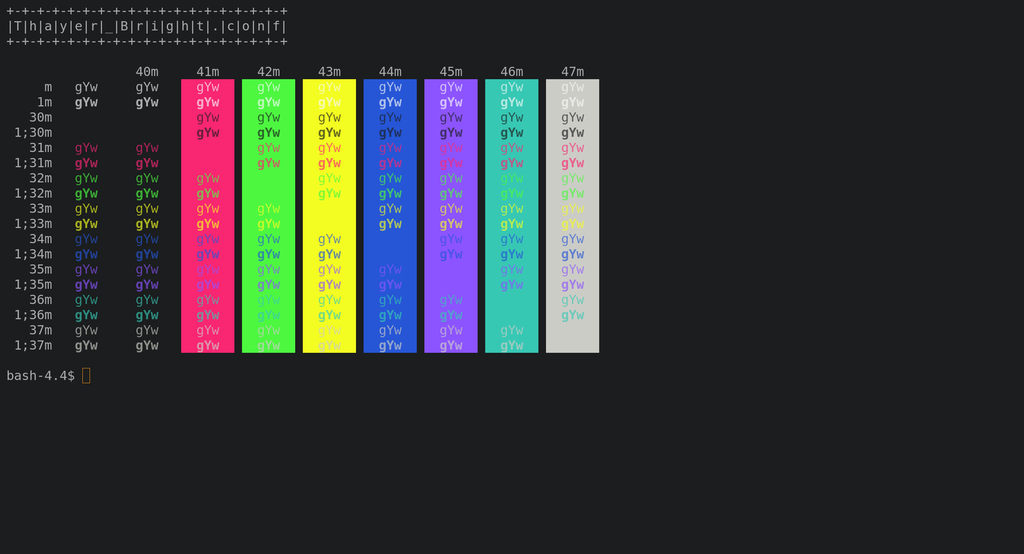 +-+-+-+-+-+-+-+-+-+-+-+-+-+-+-+-+-+-+
|T|h|a|y|e|r|_|B|r|i|g|h|t|.|c|o|n|f|
+-+-+-+-+-+-+-+-+-+-+-+-+-+-+-+-+-+-+
40m 41m 42m 43m 44m 45m 46m 47m
m gYw gYw gYw gYw gYw gYw gYw gYw gYw
1m gYw gYw gYw gYw gYw gYw gYw gYw gYw
30m gYw gYw gYw gYw gYw gYw gYw
1;30m gYw gYw gYw gYw gYw gYw gYw
31m gYw gYw gYw gYw gYw gYw gYw gYw
1;31m gYw gYw gYw gYw gYw gYw gYw gYw
32m gYw gYw gYw gYw gYw gYw gYw gYw
1;32m gYw gYw gYw gYw gYw gYw gYw gYw
33m gYw gYw gYw gYw gYw gYw gYw gYw
1;33m gYw gYw gYw gYw gYw gYw gYw gYw
34m gYw gYw gYw gYw gYw gYw gYw gYw
1;34m gYw gYw gYw gYw gYw gYw gYw gYw
35m gYw gYw gYw gYw gYw gYw gYw gYw
1;35m gYw gYw gYw gYw gYw gYw gYw gYw
36m gYw gYw gYw gYw gYw gYw gYw gYw
1;36m gYw gYw gYw gYw gYw gYw gYw gYw
37m gYw gYw gYw gYw gYw gYw gYw gYw
1;37m gYw gYw gYw gYw gYw gYw gYw gYw
bash-4.4$